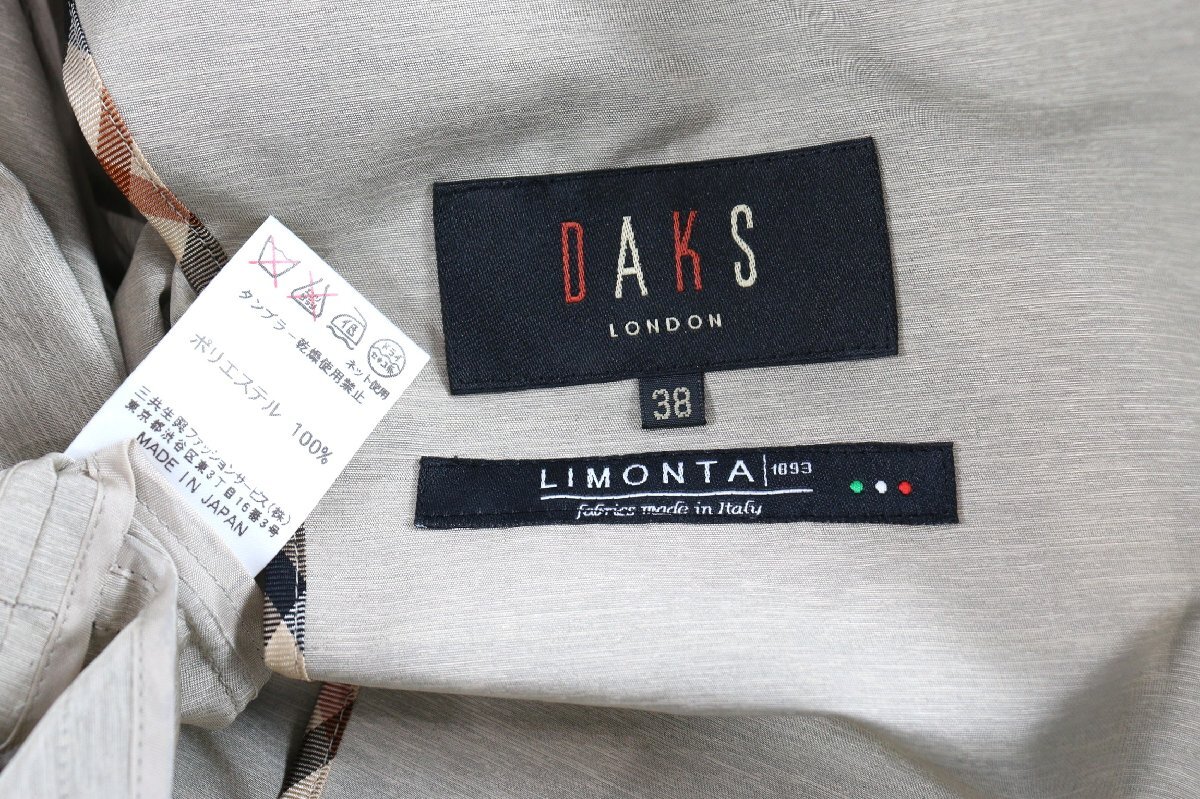 DAKS
LONDON
38
LIMONTA 1893
fabrics made in Italy
タンブラー乾燥使用禁止
ネット使用
ポリエステル 100%
三共生興ファッションサービス(株)
東京都渋谷区東3丁目16番3号
MADE IN JAPAN